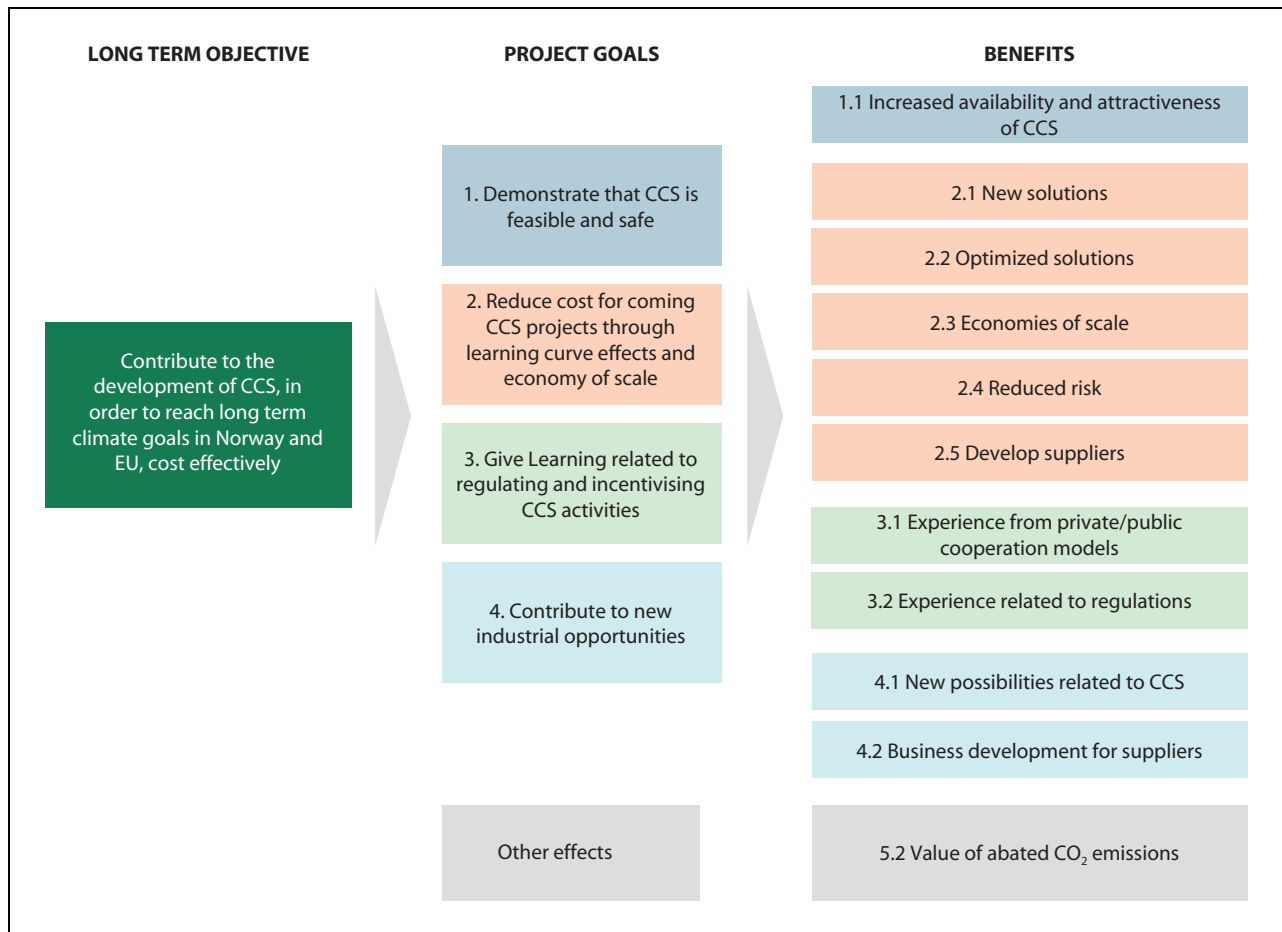 LONG TERM OBJECTIVE
PROJECT GOALS
BENEFITS
Contribute to the
development of CCS, in
order to reach long term
climate goals in Norway and
EU, cost effectively
1. Demonstrate that CCS is
feasible and safe
2. Reduce cost for coming
CCS projects through
learning curve effects and
economy of scale
3. Give Learning related to
regulating and incentivising
CCS activities
4. Contribute to new
industrial opportunities
Other effects
1.1 Increased availability and attractiveness
of CCS
2.1 New solutions
2.2 Optimized solutions
2.3 Economies of scale
2.4 Reduced risk
2.5 Develop suppliers
3.1 Experience from private/public
cooperation models
3.2 Experience related to regulations
4.1 New possibilities related to CCS
4.2 Business development for suppliers
5.2 Value of abated CO₂ emissions